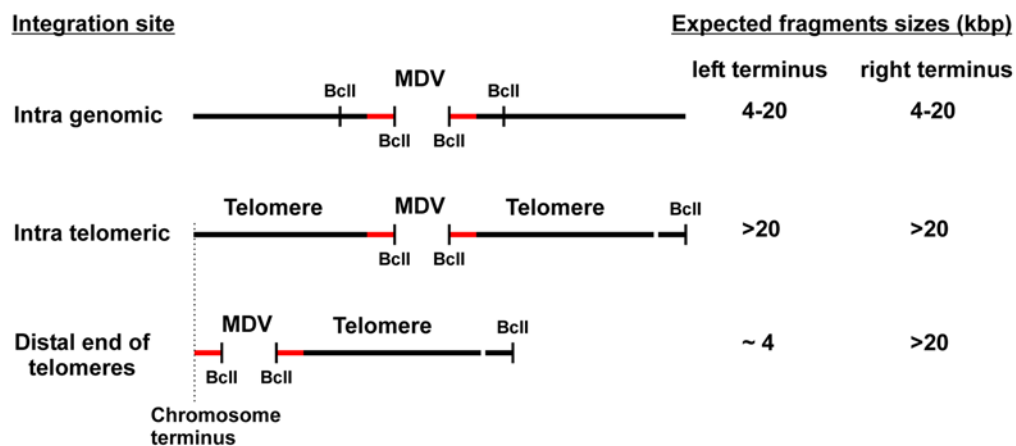 Integration site
Expected fragments sizes (kbp)
left terminus right terminus
MDV
BclI BclI
Intra genomic 4-20 4-20
BclI BclI
Telomere MDV Telomere BclI
Intra telomeric >20 >20
BclI BclI
MDV Telomere BclI
Distal end of
telomeres ~ 4 >20
BclI BclI
Chromosome
terminus